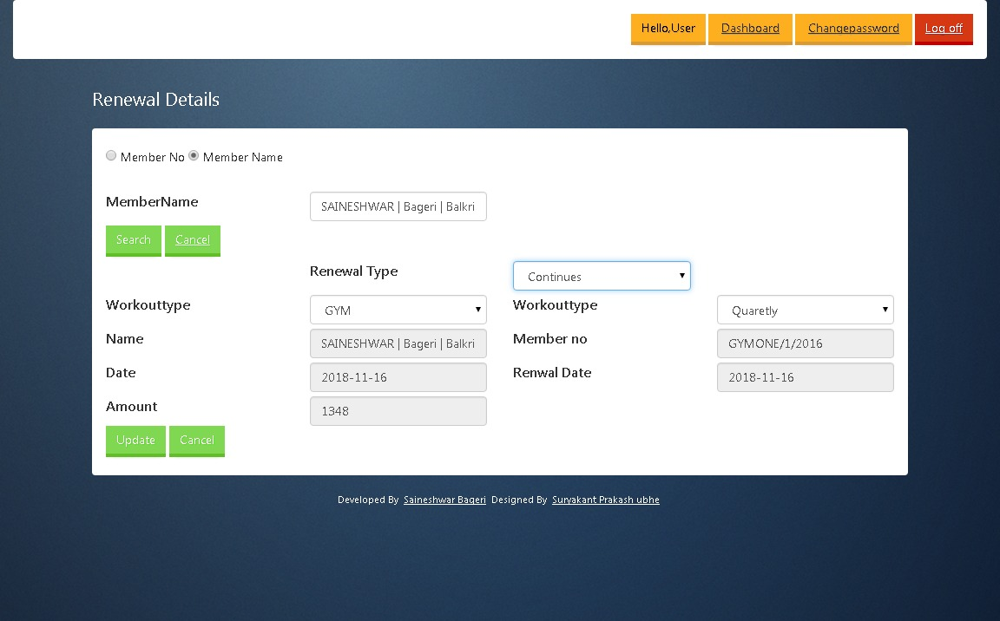 Hello,User Dashboard Changepassword Log off
Renewal Details
Member No Member Name
MemberName SAINESHWAR | Bageri | Balkri
Search Cancel
Renewal Type Continues
Workouttype GYM Workouttype Quaretly
Name SAINESHWAR | Bageri | Balkri Member no GYMONE/1/2016
Date 2018-11-16 Renwal Date 2018-11-16
Amount 1348
Update Cancel
Developed By Saineshwar Bageri Designed By Suryakant Prakash ubhe